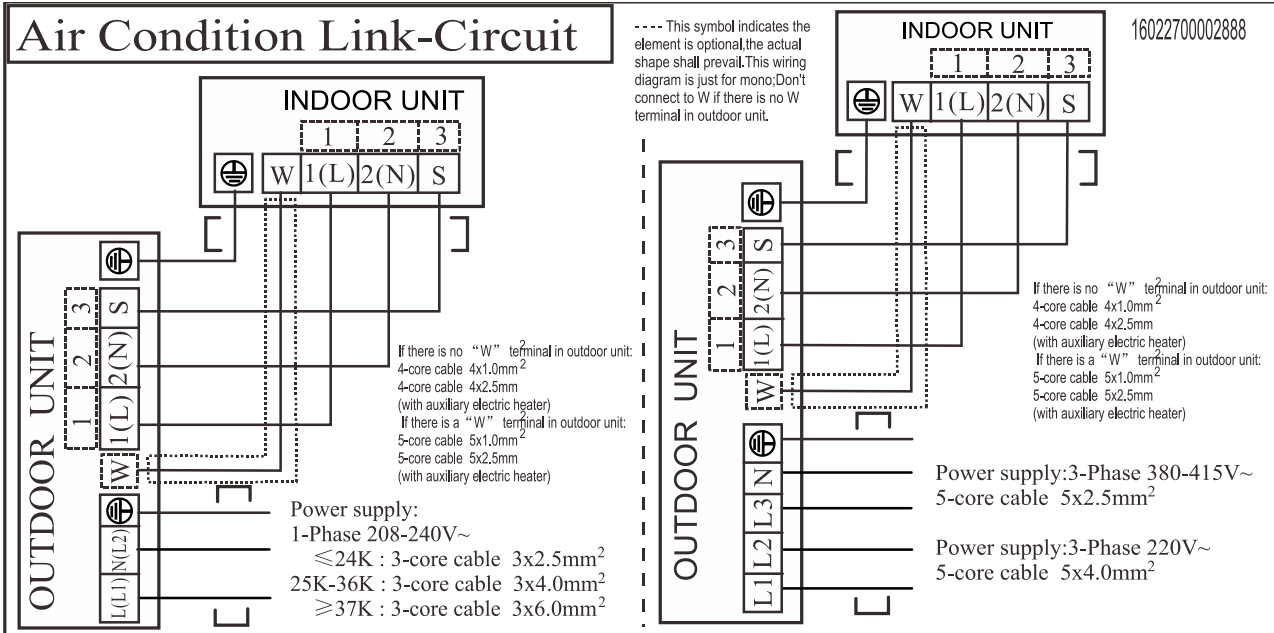 Air Condition Link-Circuit
---- This symbol indicates the
element is optional,the actual
shape shall prevail.This wiring
diagram is just for mono;Don't
connect to W if there is no W
terminal in outdoor unit.
16022700002888
INDOOR UNIT
1 2 3
W 1(L) 2(N) S
OUTDOOR UNIT
3 S
2 2(N)
1 1(L)
W
N(L2)
L(L1)
If there is no “W” terminal in outdoor unit:
4-core cable 4x1.0mm²
4-core cable 4x2.5mm²
(with auxiliary electric heater)
If there is a “W” terminal in outdoor unit:
5-core cable 5x1.0mm²
5-core cable 5x2.5mm²
(with auxiliary electric heater)
Power supply:
1-Phase 208-240V~
≤24K : 3-core cable 3x2.5mm²
25K-36K : 3-core cable 3x4.0mm²
≥37K : 3-core cable 3x6.0mm²
INDOOR UNIT
1 2 3
W 1(L) 2(N) S
OUTDOOR UNIT
3 S
2 2(N)
1 1(L)
W
N
L3
L2
L1
If there is no “W” terminal in outdoor unit:
4-core cable 4x1.0mm²
4-core cable 4x2.5mm²
(with auxiliary electric heater)
If there is a “W” terminal in outdoor unit:
5-core cable 5x1.0mm²
5-core cable 5x2.5mm²
(with auxiliary electric heater)
Power supply:3-Phase 380-415V~
5-core cable 5x2.5mm²
Power supply:3-Phase 220V~
5-core cable 5x4.0mm²